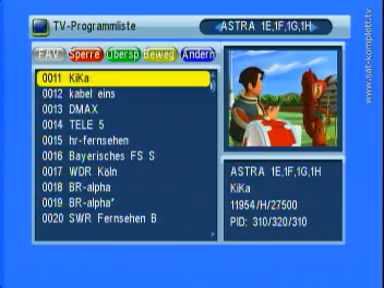 TV-Programmliste
ASTRA 1E,1F,1G,1H
FAV
Sperre
Übersp
Beweg
Ändern
0011 KiKa
0012 kabel eins
0013 DMAX
0014 TELE 5
0015 hr-fernsehen
0016 Bayerisches FS S
0017 WDR Köln
0018 BR-alpha
0019 BR-alpha*
0020 SWR Fernsehen B
ASTRA 1E,1F,1G,1H
KiKa
11954/H/27500
PID: 310/320/310
www.sat-komplett.tv